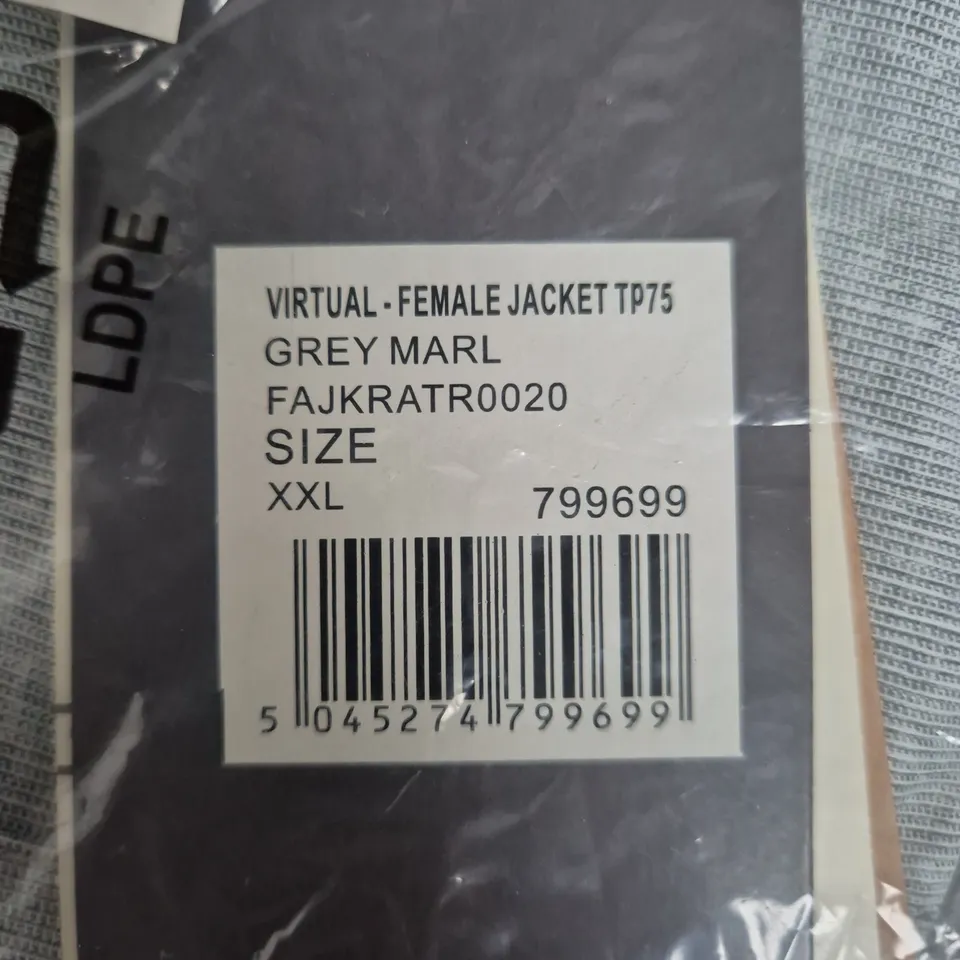 LDPE
VIRTUAL - FEMALE JACKET TP75
GREY MARL
FAJKRATR0020
SIZE
XXL 799699
5 045274 799699